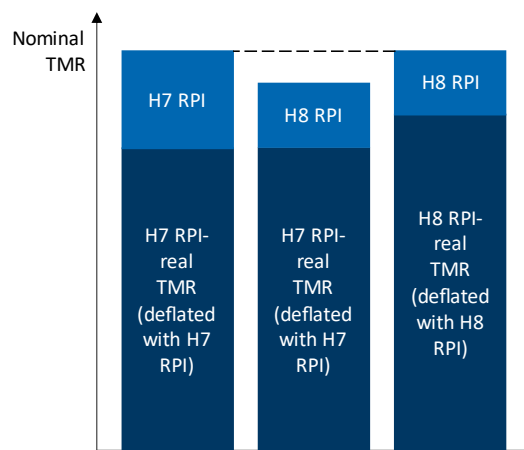 Nominal
TMR
H7 RPI
H7 RPI-
real
TMR
(deflated
with H7
RPI)
H8 RPI
H7 RPI-
real
TMR
(deflated
with H7
RPI)
H8 RPI
H8 RPI-
real
TMR
(deflated
with H8
RPI)